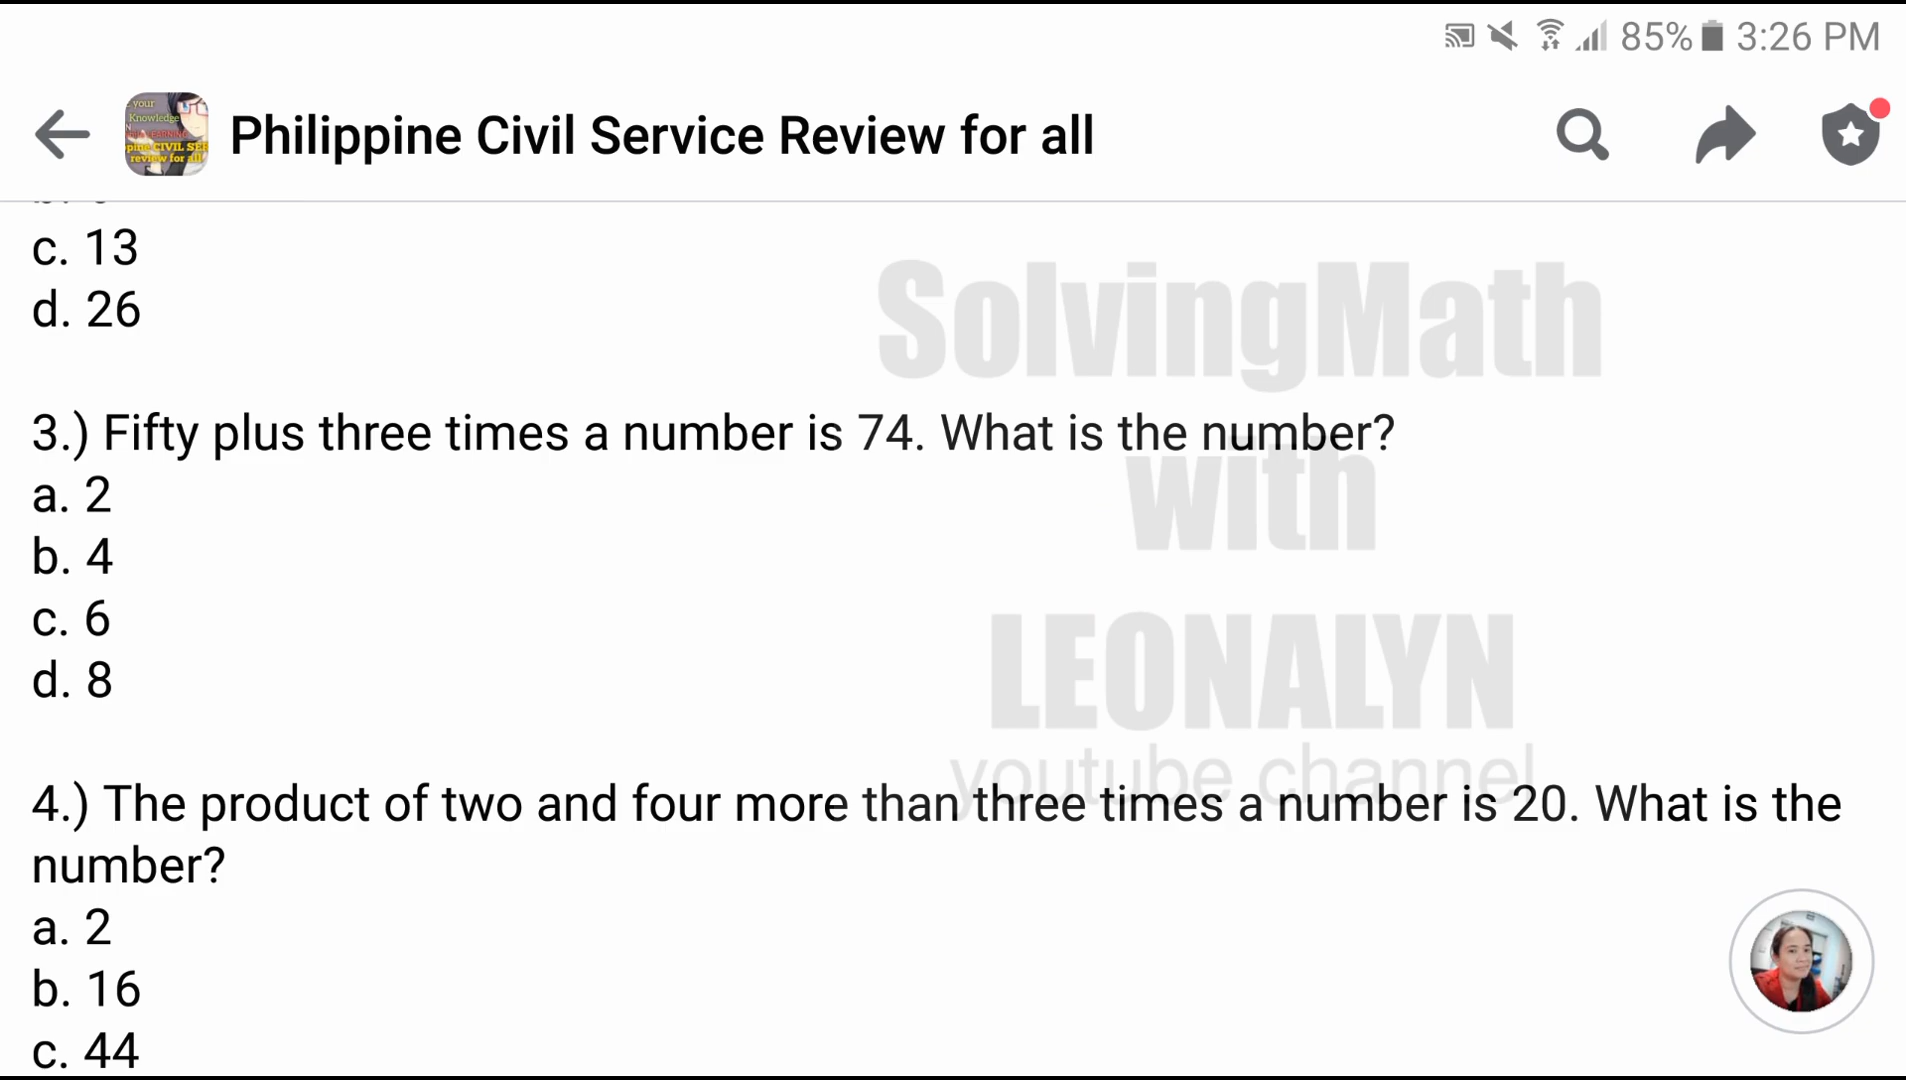 85% 3:26 PM
your
Knowledge
Philippine Civil Service Review for all
c. 13
d. 26
SolvingMath
3.) Fifty plus three times a number is 74. What is the number?
with
a. 2
b. 4
c. 6
LEONALYN
d. 8
youtube channel
4.) The product of two and four more than three times a number is 20. What is the
number?
a. 2
b. 16
c. 44